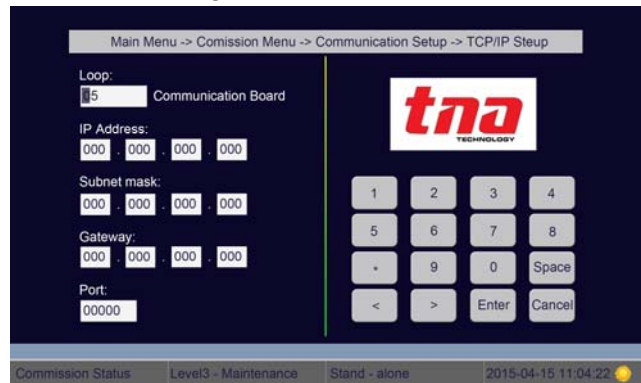 Main Menu -> Comission Menu -> Communication Setup -> TCP/IP Steup
Loop:
05 Communication Board
IP Address:
000 . 000 . 000 . 000
Subnet mask:
000 . 000 . 000 . 000
Gateway:
000 . 000 . 000 . 000
Port:
00000
tna
TECHNOLOGY
1 2 3 4
5 6 7 8
* 9 0 Space
< > Enter Cancel
Commission Status Level3 - Maintenance Stand - alone 2015-04-15 11:04:22